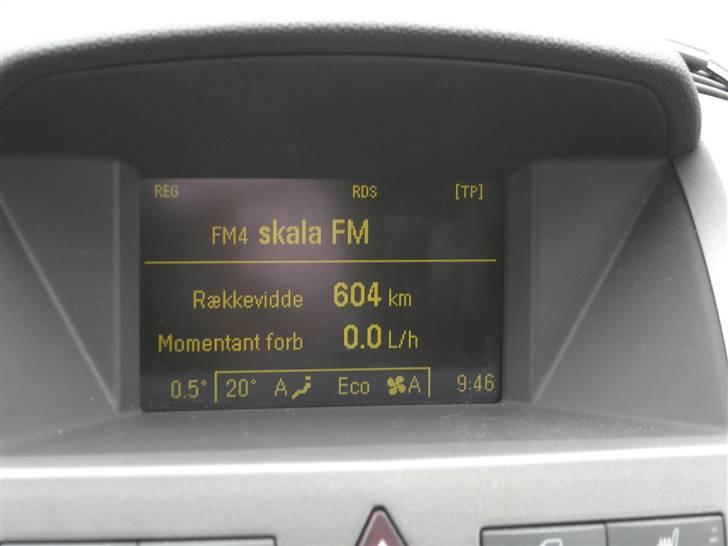 REG RDS [TP]
FM4 skala FM
Rækkevidde 604 km
Momentant forb 0.0 L/h
0.5° 20° A Eco A 9:46